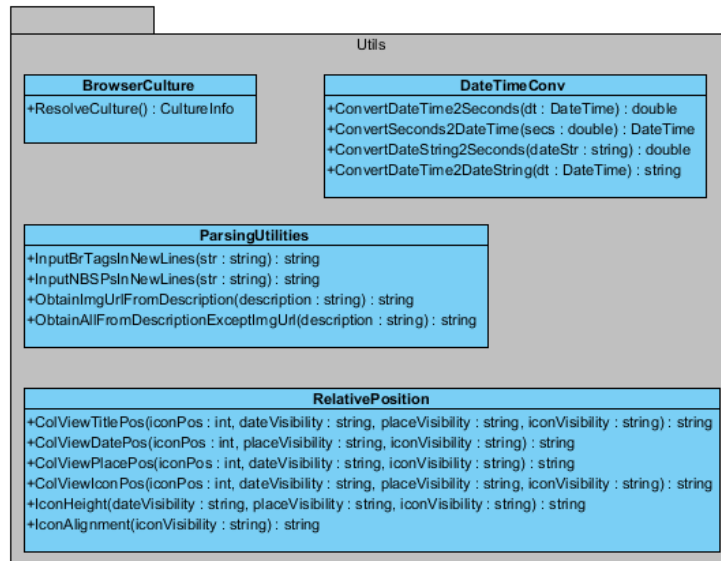 Utils
BrowserCulture
+ResolveCulture() : CultureInfo
DateTimeConv
+ConvertDateTime2Seconds(dt : DateTime) : double
+ConvertSeconds2DateTime(secs : double) : DateTime
+ConvertDateString2Seconds(dateStr : string) : double
+ConvertDateTime2DateString(dt : DateTime) : string
ParsingUtilities
+InputBrTagsInNewLines(str : string) : string
+InputNBSPsInNewLines(str : string) : string
+ObtainImgUrlFromDescription(description : string) : string
+ObtainAllFromDescriptionExceptImgUrl(description : string) : string
RelativePosition
+ColViewTitlePos(iconPos : int, dateVisibility : string, placeVisibility : string, iconVisibility : string) : string
+ColViewDatePos(iconPos : int, placeVisibility : string, iconVisibility : string) : string
+ColViewPlacePos(iconPos : int, dateVisibility : string, iconVisibility : string) : string
+ColViewIconPos(iconPos : int, dateVisibility : string, placeVisibility : string, iconVisibility : string) : string
+IconHeight(dateVisibility : string, placeVisibility : string, iconVisibility : string) : string
+IconAlignment(iconVisibility : string) : string